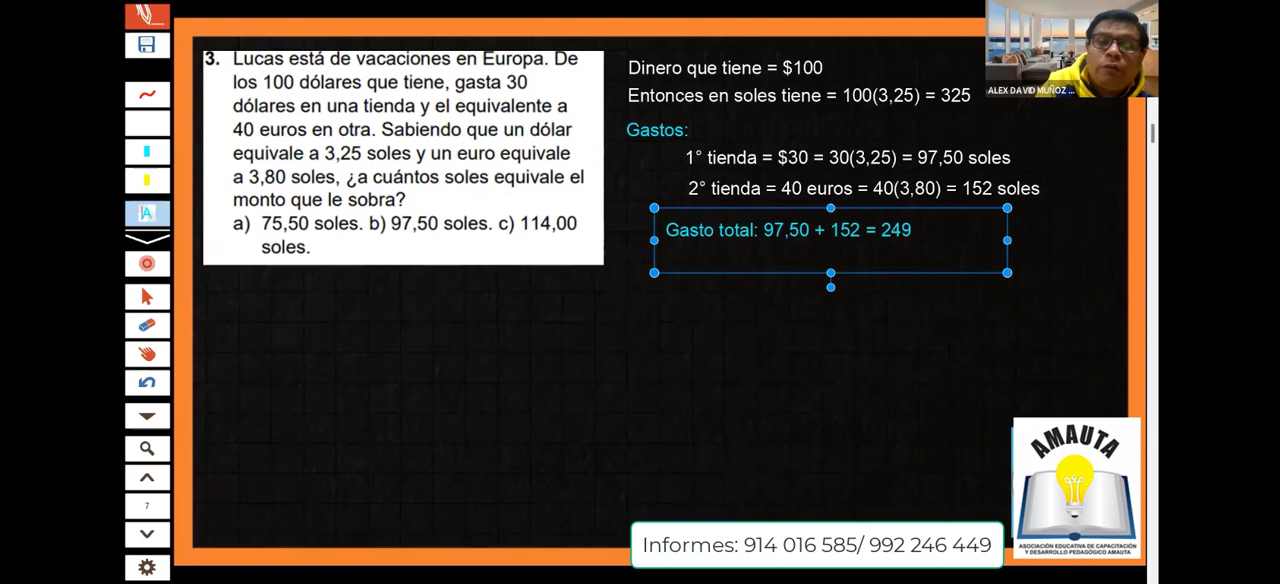 3. Lucas está de vacaciones en Europa. De
los 100 dólares que tiene, gasta 30
dólares en una tienda y el equivalente a
40 euros en otra. Sabiendo que un dólar
equivale a 3,25 soles y un euro equivale
a 3,80 soles, ¿a cuántos soles equivale el
monto que le sobra?
a) 75,50 soles. b) 97,50 soles. c) 114,00
soles.
Dinero que tiene = $100
Entonces en soles tiene = 100(3,25) = 325
Gastos:
1° tienda = $30 = 30(3,25) = 97,50 soles
2° tienda = 40 euros = 40(3,80) = 152 soles
Gasto total: 97,50 + 152 = 249
ALEX DAVID MUÑOZ ...
A
7
AMAUTA
ASOCIACIÓN EDUCATIVA DE CAPACITACIÓN
Y DESARROLLO PEDAGÓGICO AMAUTA
Informes: 914 016 585/ 992 246 449